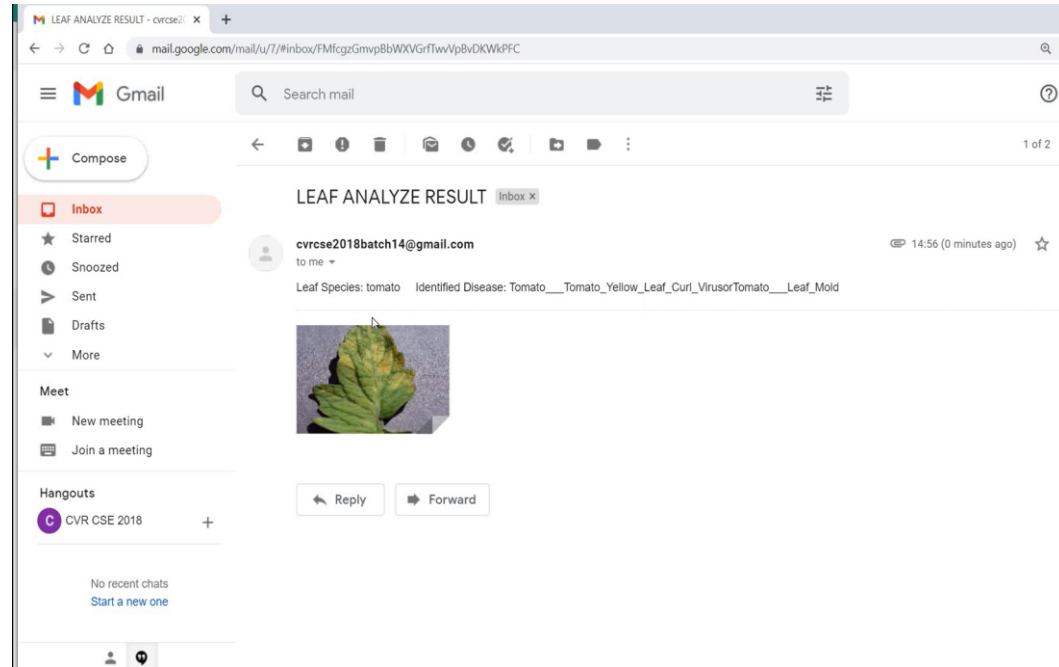 LEAF ANALYZE RESULT - cvrcse2
mail.google.com/mail/u/7/#inbox/FMfcgzGmvpBbWXVGrfTwvVpBvDKWkPFC
Gmail
Search mail
Compose
1 of 2
LEAF ANALYZE RESULT Inbox x
Inbox
Starred
Snoozed
Sent
Drafts
More
cvrcse2018batch14@gmail.com
14:56 (0 minutes ago)
to me
Leaf Species: tomato Identified Disease: Tomato___Tomato_Yellow_Leaf_Curl_VirusorTomato___Leaf_Mold
Meet
New meeting
Join a meeting
Reply
Forward
Hangouts
C CVR CSE 2018 +
No recent chats
Start a new one